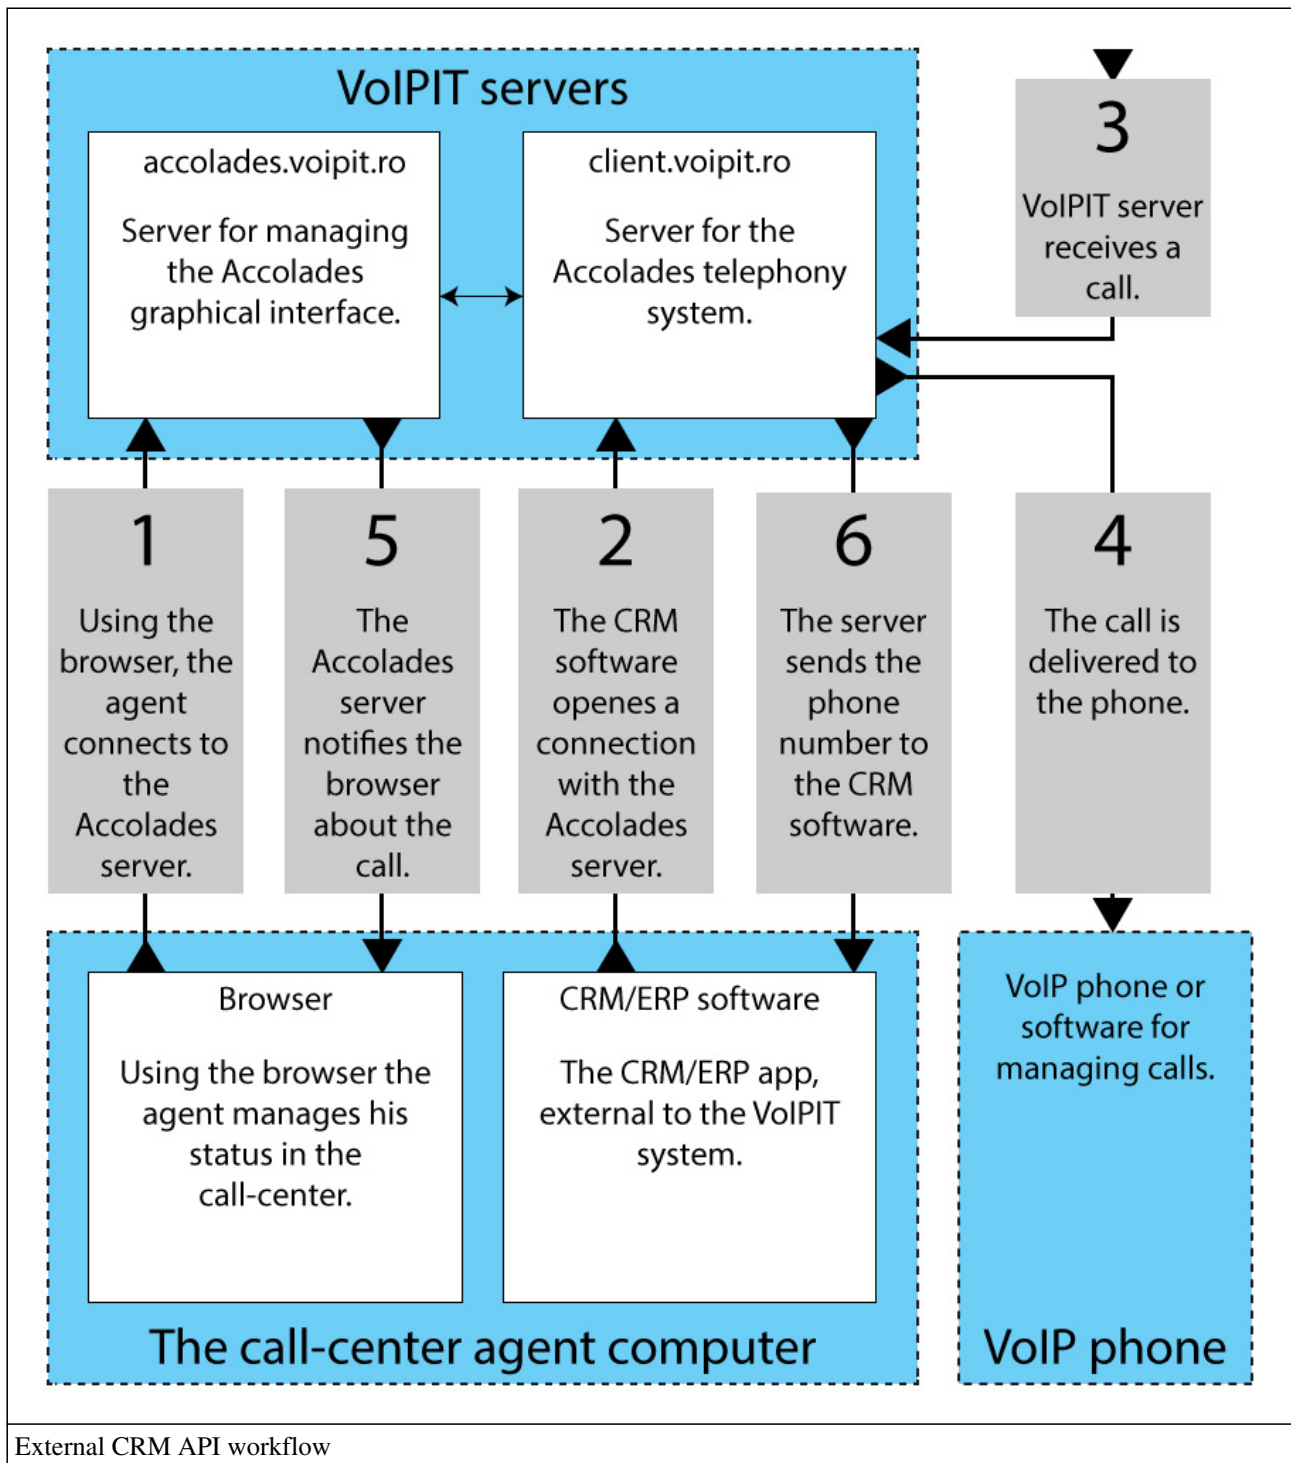 VoIPIT servers
accolades.voipit.ro
Server for managing
the Accolades
graphical interface.
client.voipit.ro
Server for the
Accolades telephony
system.
3
VoIPIT server
receives a
call.
1
Using the
browser, the
agent
connects to
the
Accolades
server.
5
The
Accolades
server
notifies the
browser
about the
call.
2
The CRM
software
openes a
connection
with the
Accolades
server.
6
The server
sends the
phone
number to
the CRM
software.
4
The call is
delivered to
the phone.
Browser
Using the browser the
agent manages his
status in the
call-center.
CRM/ERP software
The CRM/ERP app,
external to the VoIPIT
system.
The call-center agent computer
VoIP phone or
software for
managing calls.
VoIP phone
External CRM API workflow